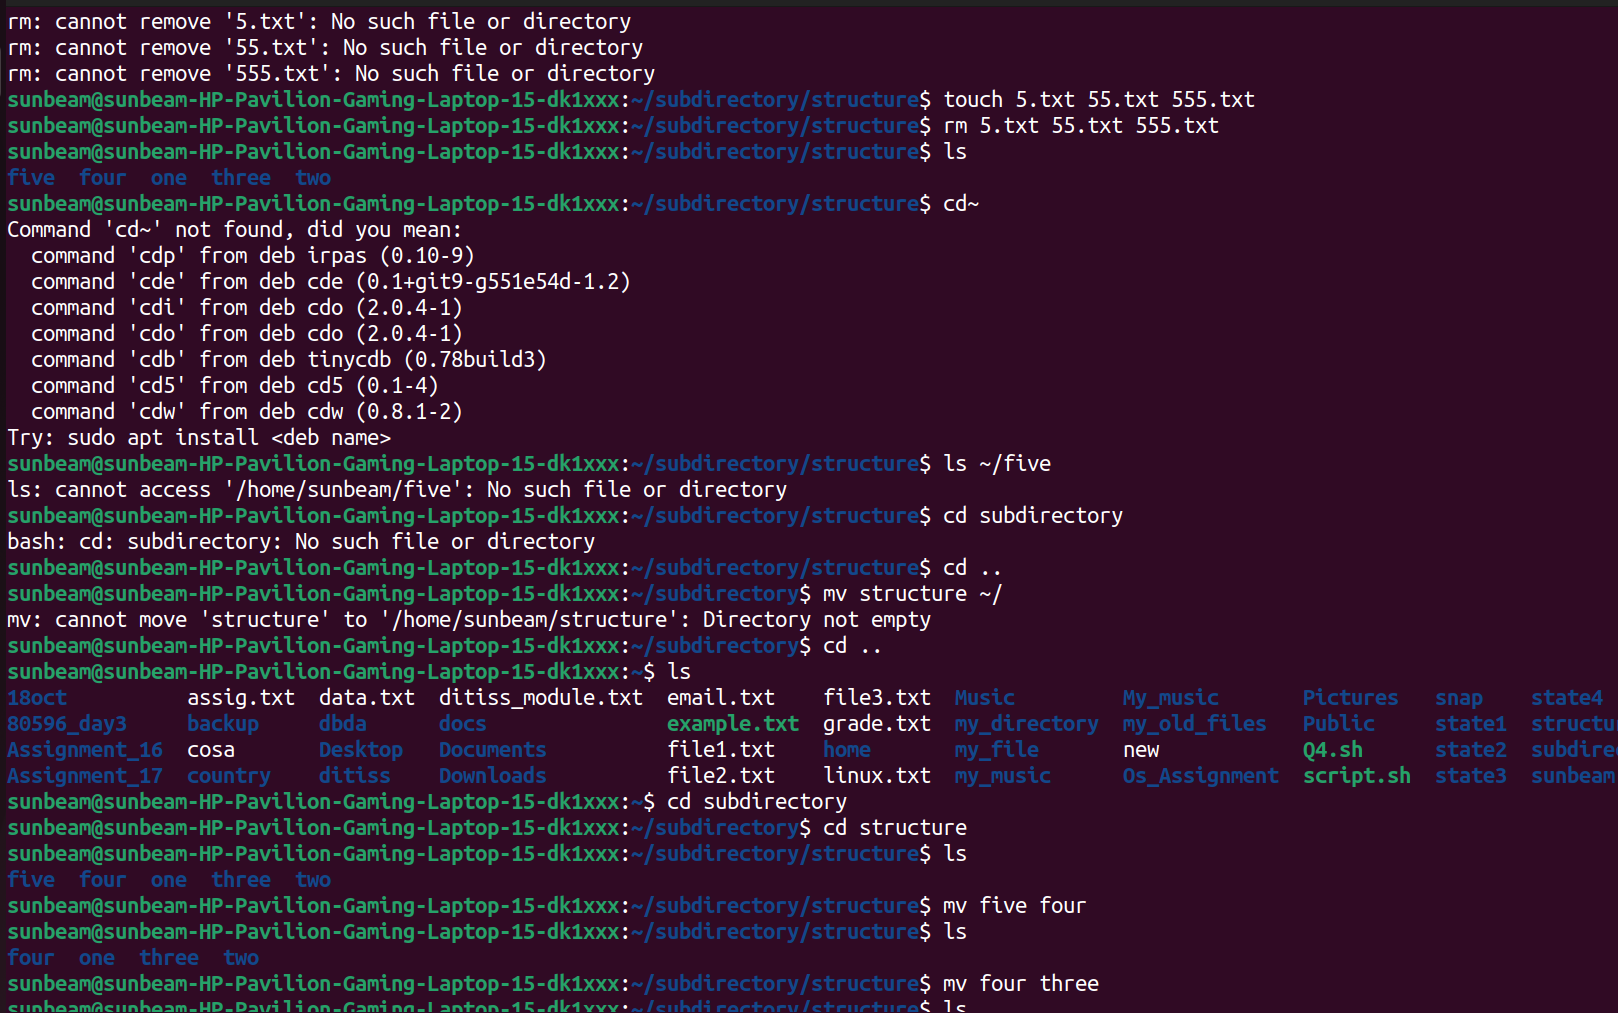 rm: cannot remove '5.txt': No such file or directory
rm: cannot remove '55.txt': No such file or directory
rm: cannot remove '555.txt': No such file or directory
sunbeam@sunbeam-HP-Pavilion-Gaming-Laptop-15-dk1xxx:~/subdirectory/structure$ touch 5.txt 55.txt 555.txt
sunbeam@sunbeam-HP-Pavilion-Gaming-Laptop-15-dk1xxx:~/subdirectory/structure$ rm 5.txt 55.txt 555.txt
sunbeam@sunbeam-HP-Pavilion-Gaming-Laptop-15-dk1xxx:~/subdirectory/structure$ ls
five  four  one  three  two
sunbeam@sunbeam-HP-Pavilion-Gaming-Laptop-15-dk1xxx:~/subdirectory/structure$ cd~
Command 'cd~' not found, did you mean:
  command 'cdp' from deb irpas (0.10-9)
  command 'cde' from deb cde (0.1+git9-g551e54d-1.2)
  command 'cdi' from deb cdo (2.0.4-1)
  command 'cdo' from deb cdo (2.0.4-1)
  command 'cdb' from deb tinycdb (0.78build3)
  command 'cd5' from deb cd5 (0.1-4)
  command 'cdw' from deb cdw (0.8.1-2)
Try: sudo apt install <deb name>
sunbeam@sunbeam-HP-Pavilion-Gaming-Laptop-15-dk1xxx:~/subdirectory/structure$ ls ~/five
ls: cannot access '/home/sunbeam/five': No such file or directory
sunbeam@sunbeam-HP-Pavilion-Gaming-Laptop-15-dk1xxx:~/subdirectory/structure$ cd subdirectory
bash: cd: subdirectory: No such file or directory
sunbeam@sunbeam-HP-Pavilion-Gaming-Laptop-15-dk1xxx:~/subdirectory/structure$ cd ..
sunbeam@sunbeam-HP-Pavilion-Gaming-Laptop-15-dk1xxx:~/subdirectory$ mv structure ~/
mv: cannot move 'structure' to '/home/sunbeam/structure': Directory not empty
sunbeam@sunbeam-HP-Pavilion-Gaming-Laptop-15-dk1xxx:~/subdirectory$ cd ..
sunbeam@sunbeam-HP-Pavilion-Gaming-Laptop-15-dk1xxx:~$ ls
18oct          assig.txt  data.txt  ditiss_module.txt  email.txt    file3.txt  Music         My_music      Pictures   snap    state4
80596_day3     backup     dbda      docs               example.txt  grade.txt  my_directory  my_old_files  Public     state1  structu
Assignment_16  cosa       Desktop   Documents          file1.txt    home       my_file       new           Q4.sh      state2  subdire
Assignment_17  country    ditiss    Downloads          file2.txt    linux.txt  my_music      Os_Assignment  script.sh  state3  sunbeam
sunbeam@sunbeam-HP-Pavilion-Gaming-Laptop-15-dk1xxx:~$ cd subdirectory
sunbeam@sunbeam-HP-Pavilion-Gaming-Laptop-15-dk1xxx:~/subdirectory$ cd structure
sunbeam@sunbeam-HP-Pavilion-Gaming-Laptop-15-dk1xxx:~/subdirectory/structure$ ls
five  four  one  three  two
sunbeam@sunbeam-HP-Pavilion-Gaming-Laptop-15-dk1xxx:~/subdirectory/structure$ mv five four
sunbeam@sunbeam-HP-Pavilion-Gaming-Laptop-15-dk1xxx:~/subdirectory/structure$ ls
four  one  three  two
sunbeam@sunbeam-HP-Pavilion-Gaming-Laptop-15-dk1xxx:~/subdirectory/structure$ mv four three
sunbeam@sunbeam-HP-Pavilion-Gaming-Laptop-15-dk1xxx:~/subdirectory/structure$ ls